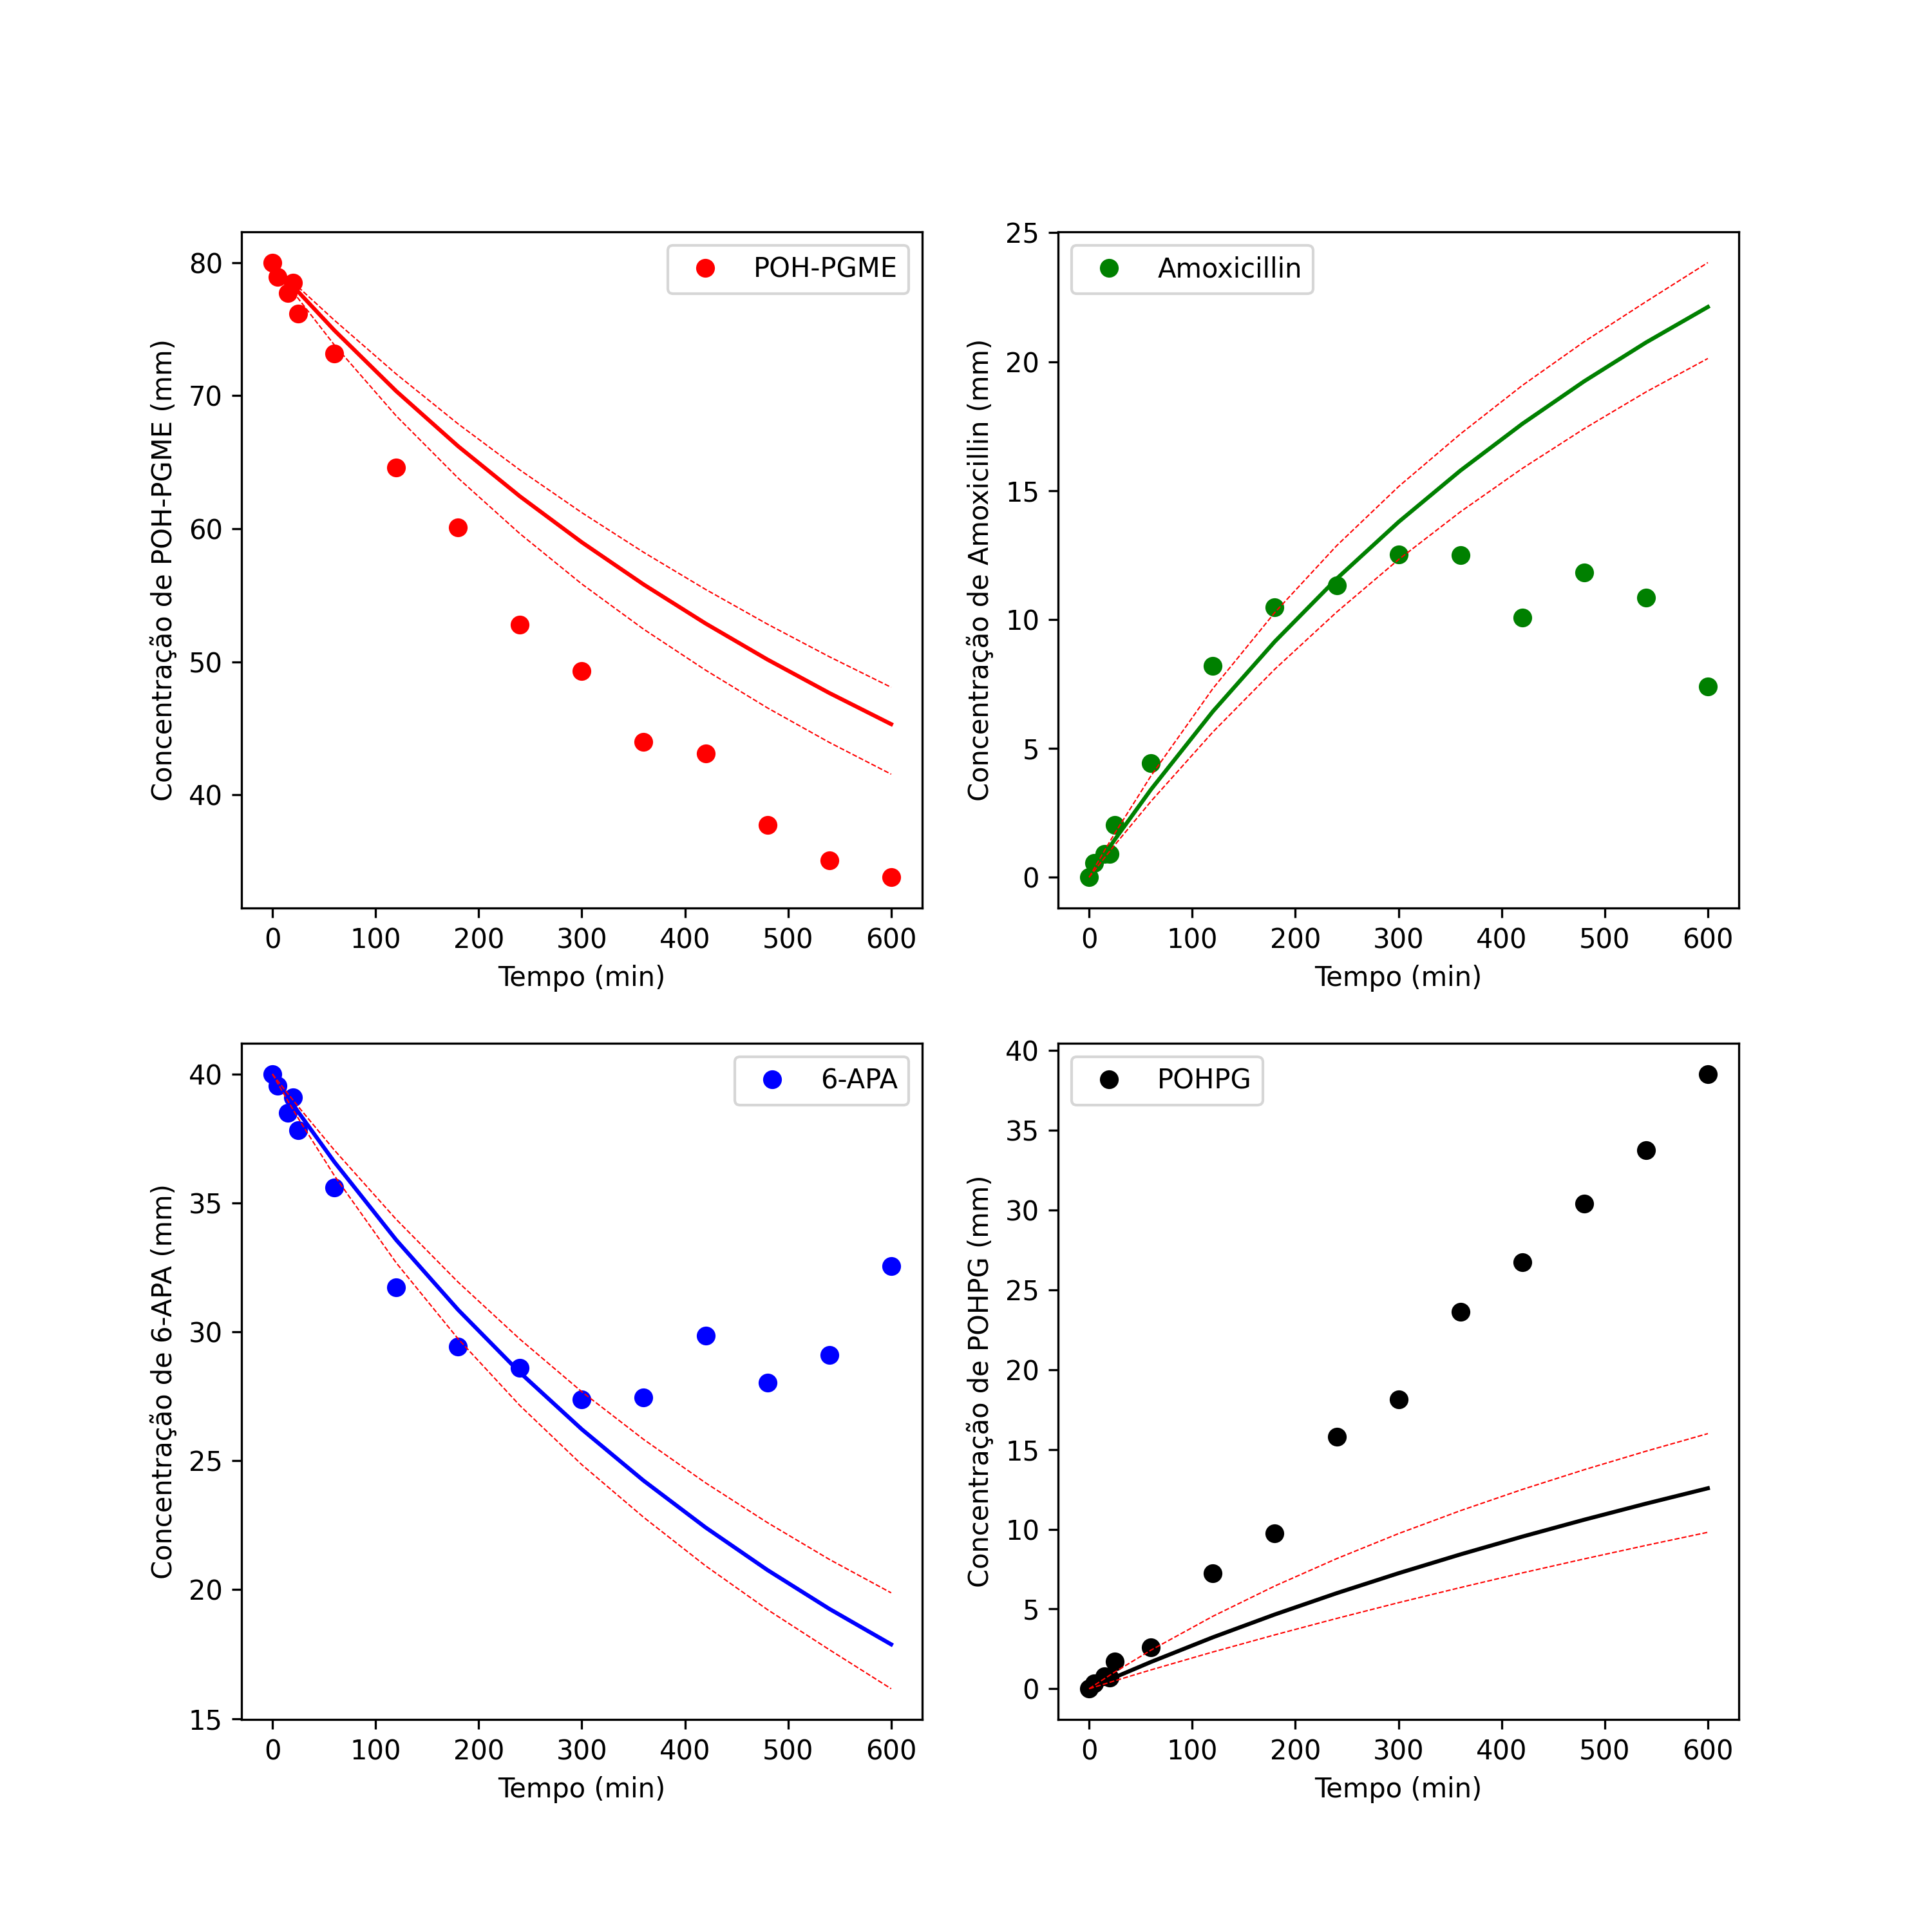 80
70
60
50
40
Concentração de POH-PGME (mm)
POH-PGME
0 100 200 300 400 500 600
Tempo (min)
25
20
15
10
5
0
Concentração de Amoxicillin (mm)
Amoxicillin
0 100 200 300 400 500 600
Tempo (min)
40
35
30
25
20
15
Concentração de 6-APA (mm)
6-APA
0 100 200 300 400 500 600
Tempo (min)
40
35
30
25
20
15
10
5
0
Concentração de POHPG (mm)
POHPG
0 100 200 300 400 500 600
Tempo (min)